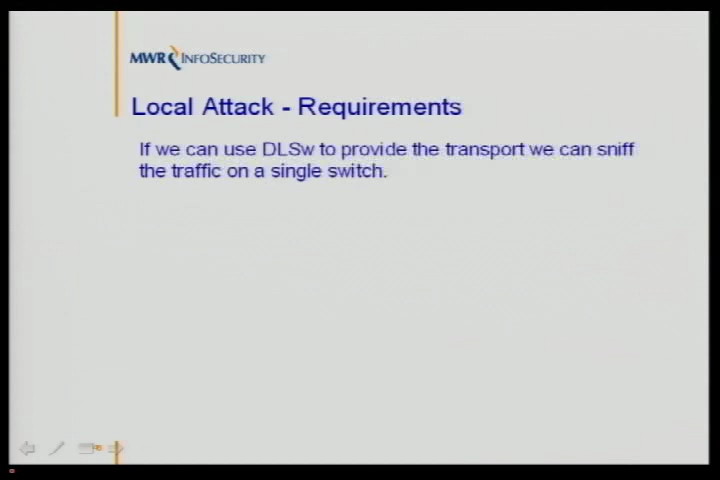 MWR INFOSECURITY
Local Attack - Requirements
If we can use DLSw to provide the transport we can sniff
the traffic on a single switch.